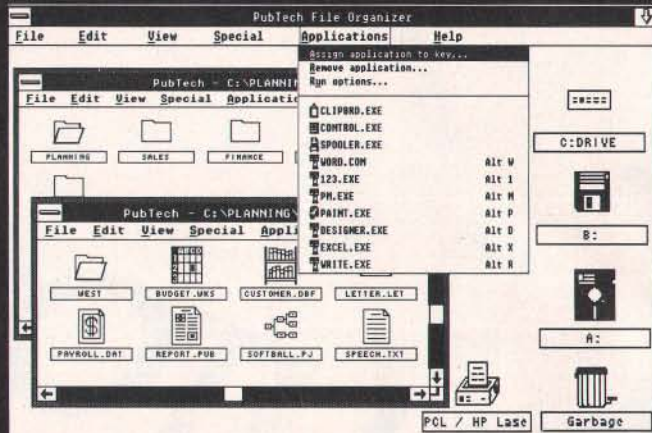 PubTech File Organizer
File Edit View Special Applications Help
Assign application to key...
Remove application...
Run options...
CLIPBRD.EXE
CONTROL.EXE
SPOOLER.EXE
WORD.COM Alt W
123.EXE Alt 1
PM.EXE Alt M
PAINT.EXE Alt P
DESIGNER.EXE Alt D
EXCEL.EXE Alt X
WRITE.EXE Alt R
PubTech - C:\PLANNING
File Edit View Special Applicatio
PLANNING SALES FINANCE
PubTech - C:\PLANNING\
File Edit View Special Appli
WEST BUDGET.WKS CUSTOMER.DBF LETTER.LET
PAYROLL.DAT REPORT.PUB SOFTBALL.PJ SPEECH.TXT
C:DRIVE
B:
A:
PCL / HP Lase Garbage